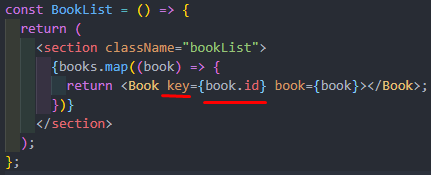 const BookList = () => {
return (
<section className="bookList">
{books.map((book) => {
return <Book key={book.id} book={book}></Book>;
})}
</section>
);
};